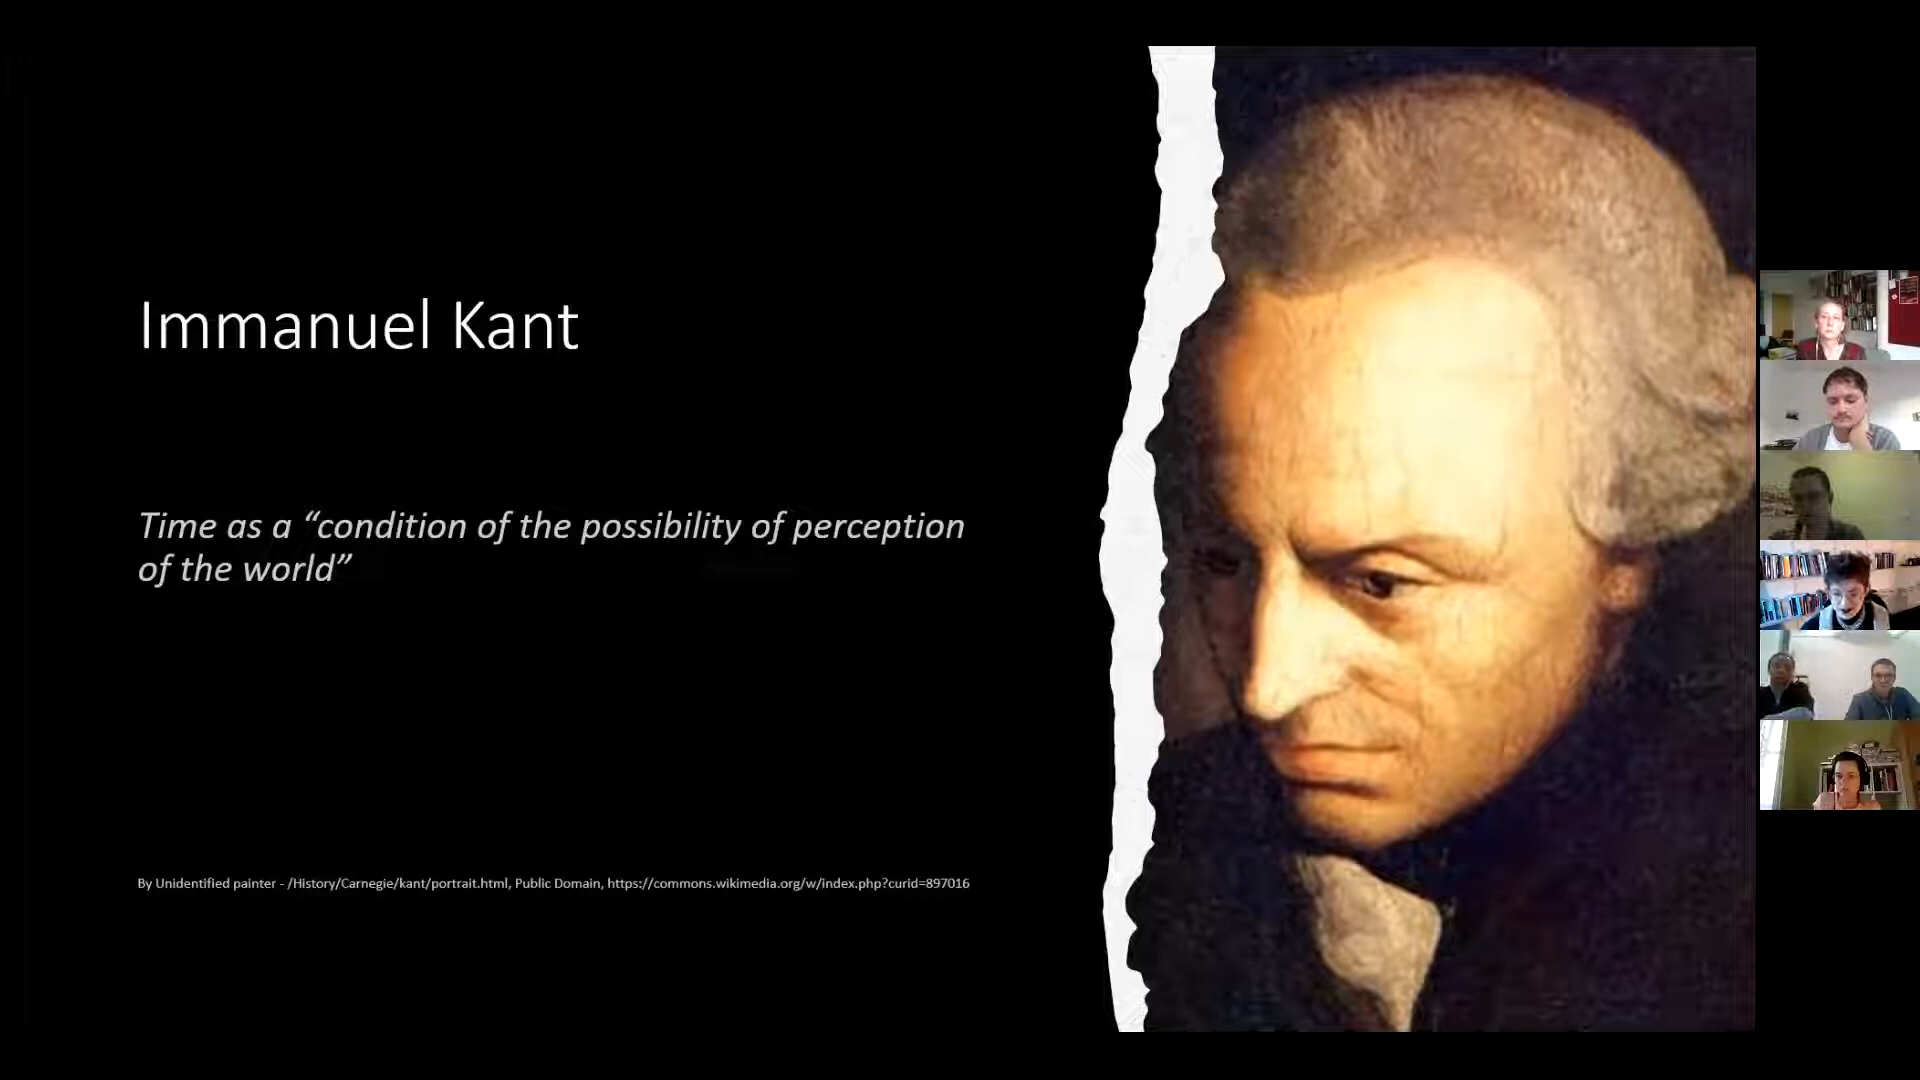 Immanuel Kant
Time as a “condition of the possibility of perception
of the world”
By Unidentified painter - /History/Carnegie/kant/portrait.html, Public Domain, https://commons.wikimedia.org/w/index.php?curid=897016